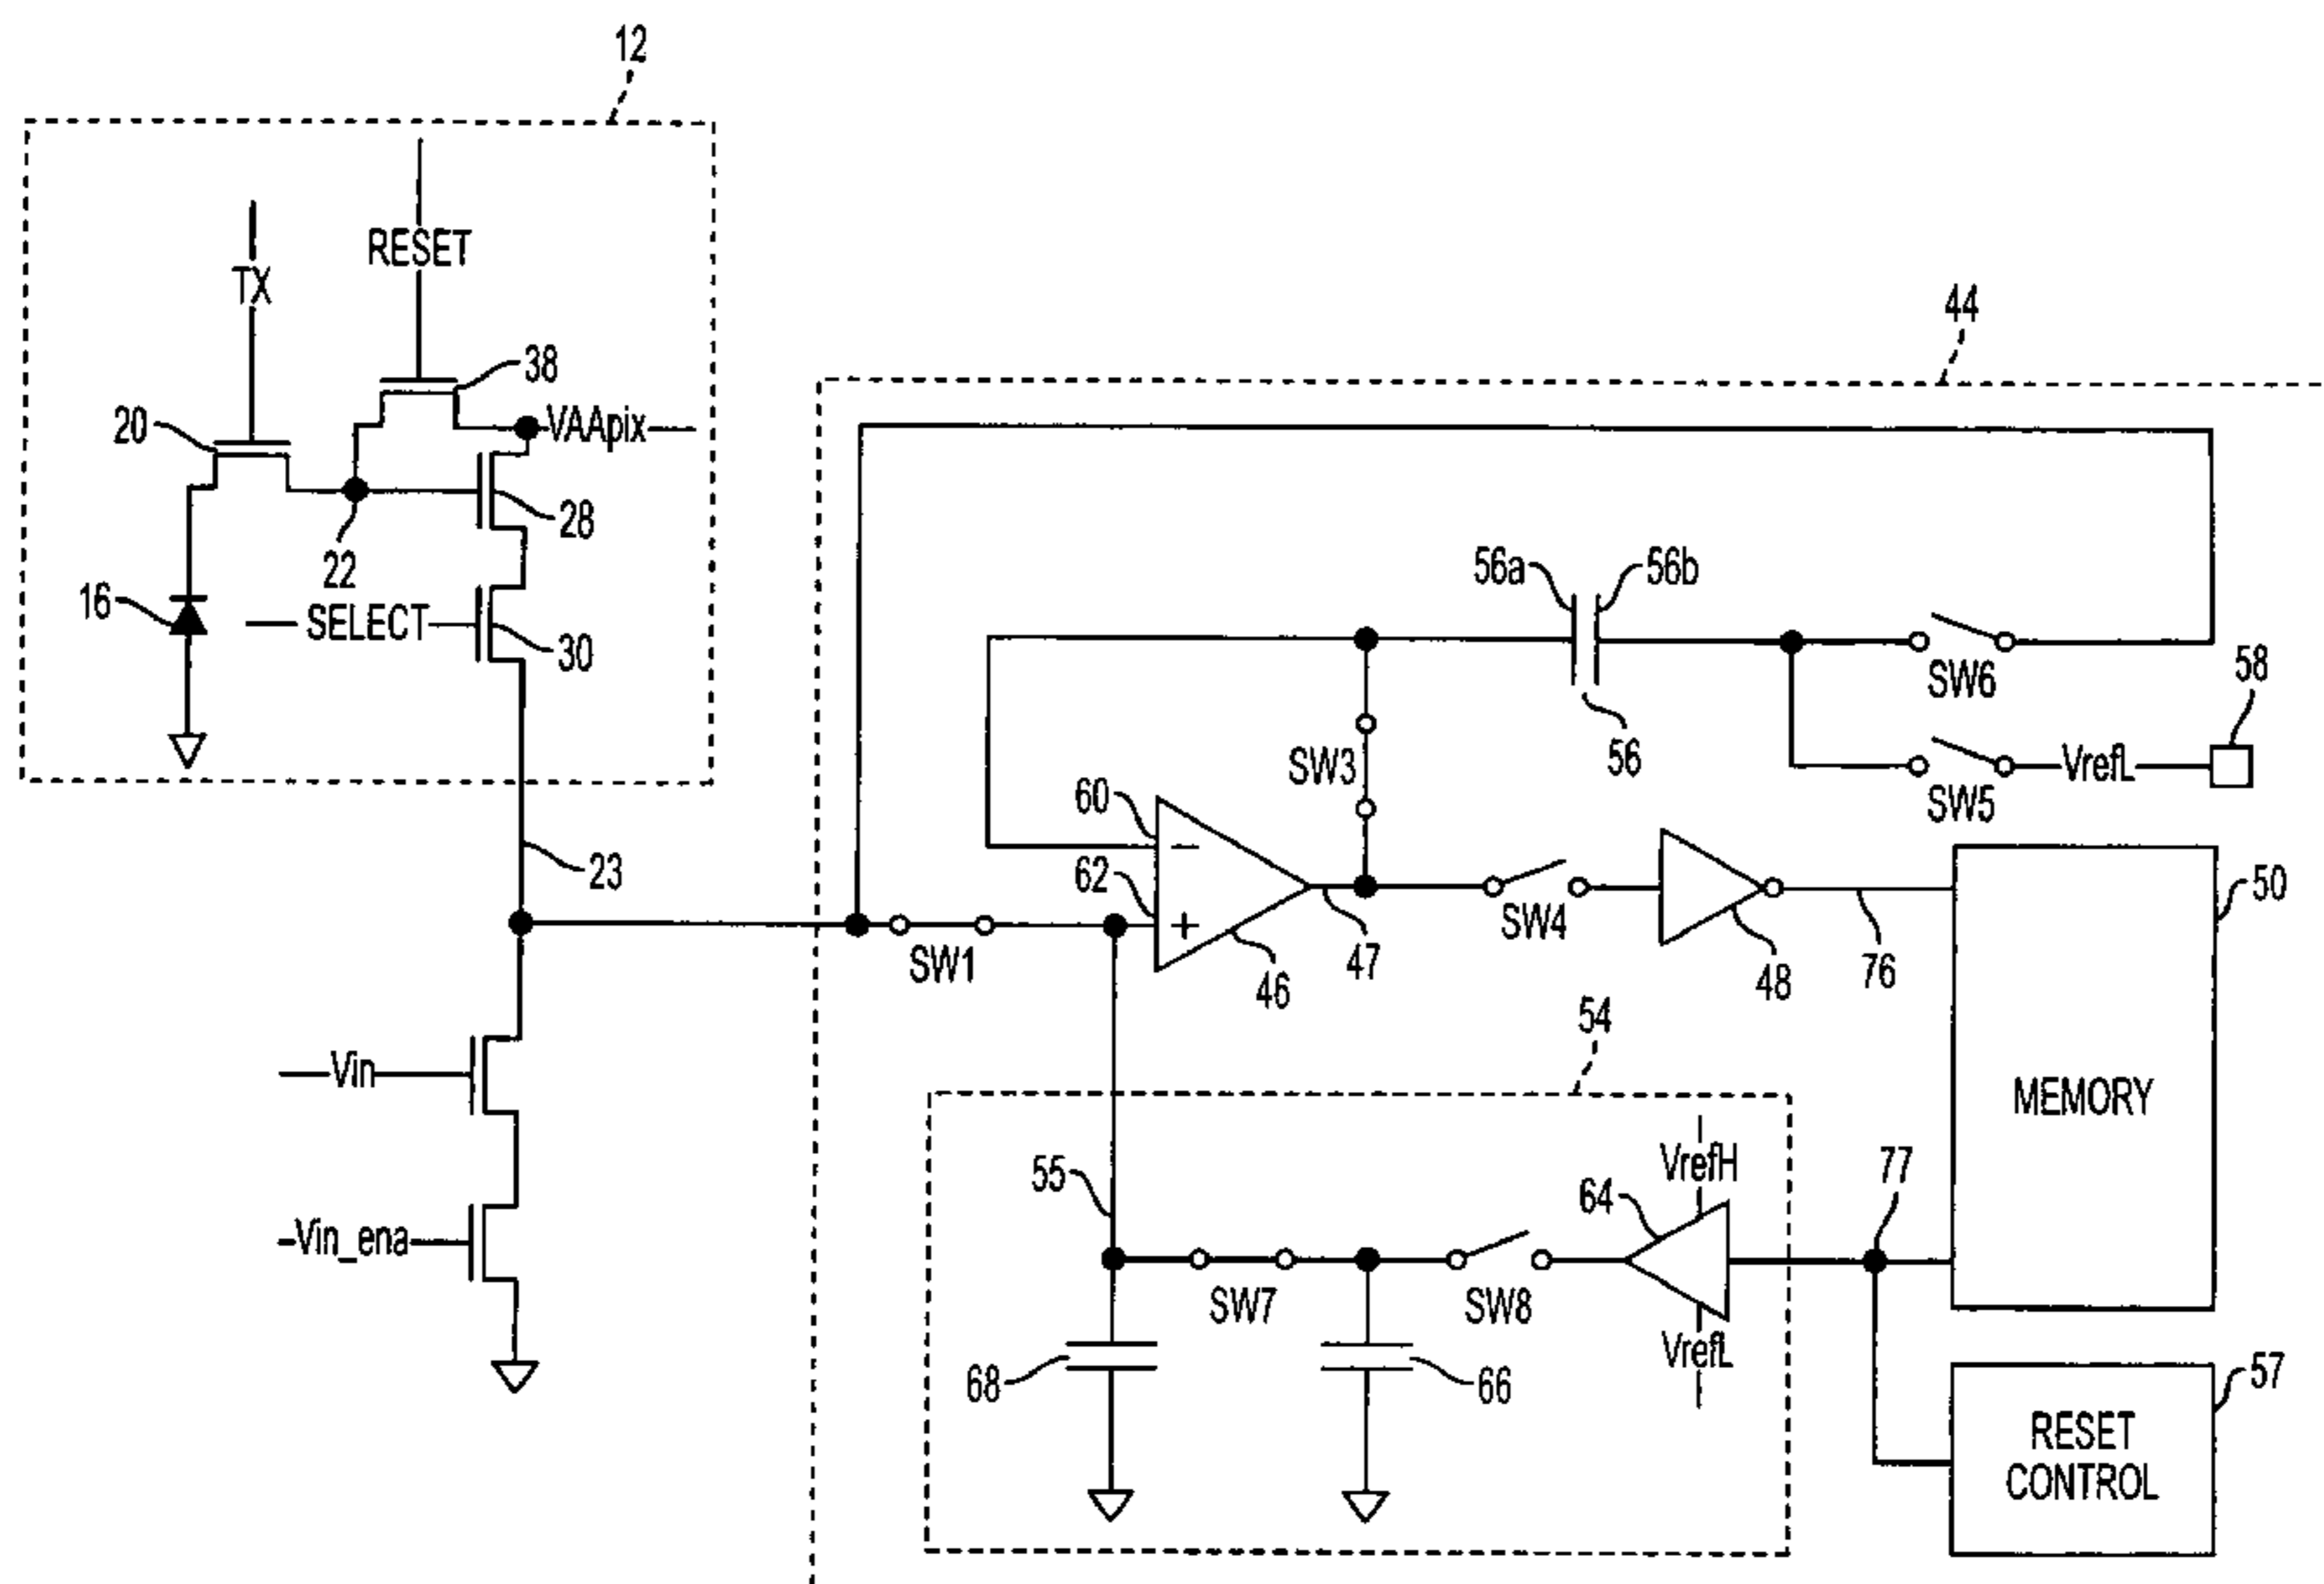 12
RESET
TX
44
38
20
VAApix
28
22
56a
56b
16
SELECT
30
SW6
58
56
SW3
VrefL
SW5
60
−
62
23
+
50
SW4
SW1
46
47
48
76
54
Vin
MEMORY
55
VrefH
64
77
Vin_ena
SW7
SW8
VrefL
68
66
57
RESET
CONTROL